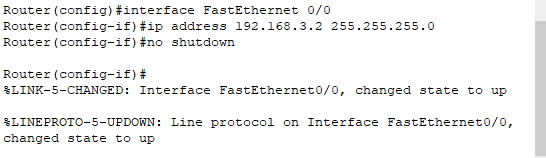 Router(config)#interface FastEthernet 0/0
Router(config-if)#ip address 192.168.3.2 255.255.255.0
Router(config-if)#no shutdown
Router(config-if)#
%LINK-5-CHANGED: Interface FastEthernet0/0, changed state to up
%LINEPROTO-5-UPDOWN: Line protocol on Interface FastEthernet0/0,
changed state to up